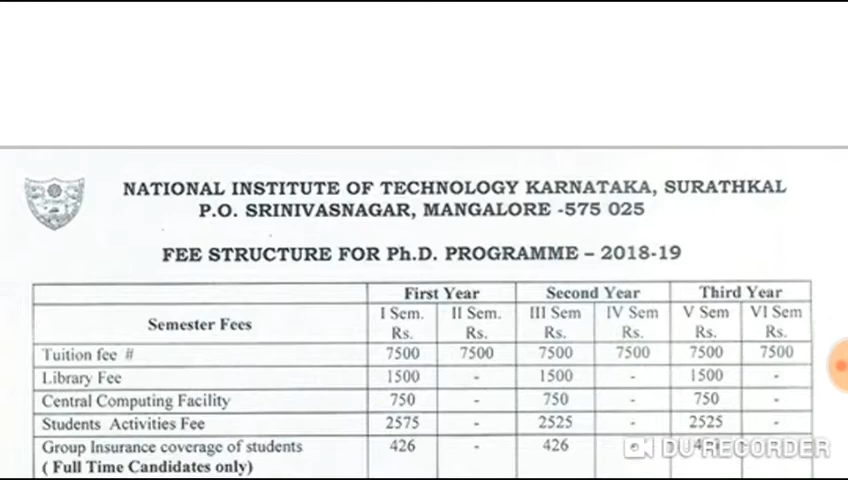 NATIONAL INSTITUTE OF TECHNOLOGY KARNATAKA, SURATHKAL
P.O. SRINIVASNAGAR, MANGALORE -575 025
FEE STRUCTURE FOR Ph.D. PROGRAMME – 2018-19
First Year Second Year Third Year
Semester Fees I Sem. II Sem. III Sem IV Sem V Sem VI Sem
Rs. Rs. Rs. Rs. Rs. Rs.
Tuition fee # 7500 7500 7500 7500 7500 7500
Library Fee 1500 - 1500 - 1500 -
Central Computing Facility 750 - 750 - 750 -
Students Activities Fee 2575 - 2525 - 2525 -
Group Insurance coverage of students 426 - 426 -
( Full Time Candidates only)
DU RECORDER